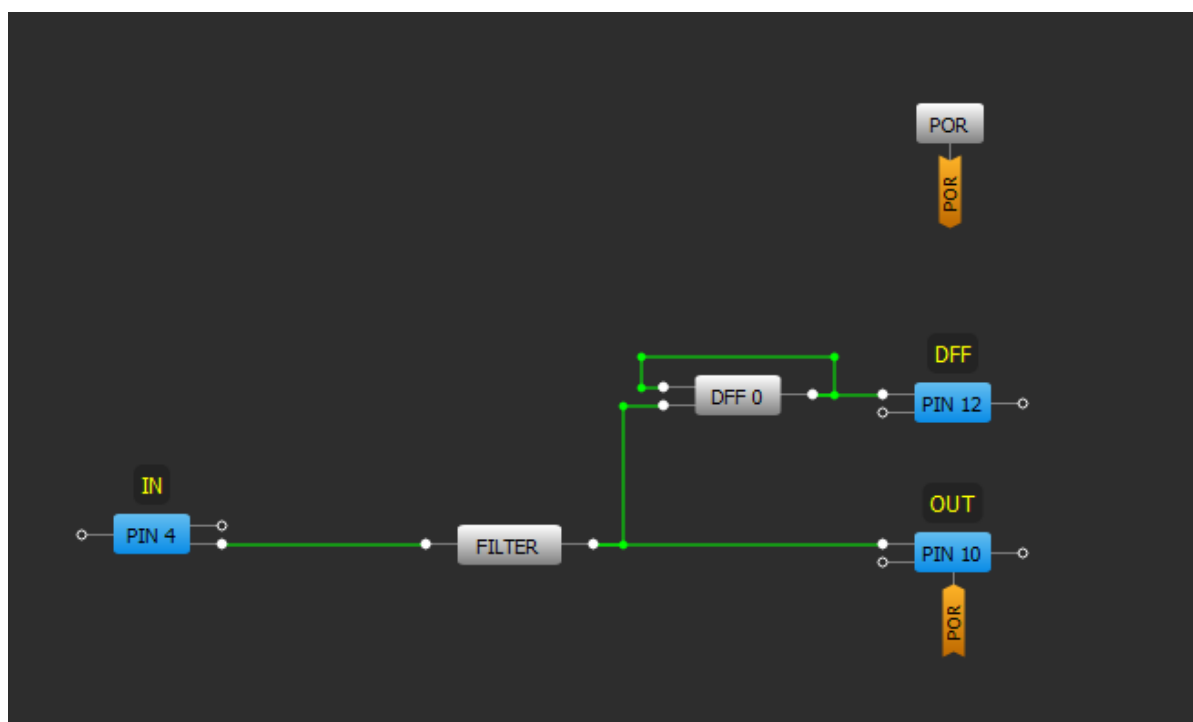 POR
POR
DFF
DFF 0
PIN 12
IN
OUT
PIN 4
FILTER
PIN 10
POR